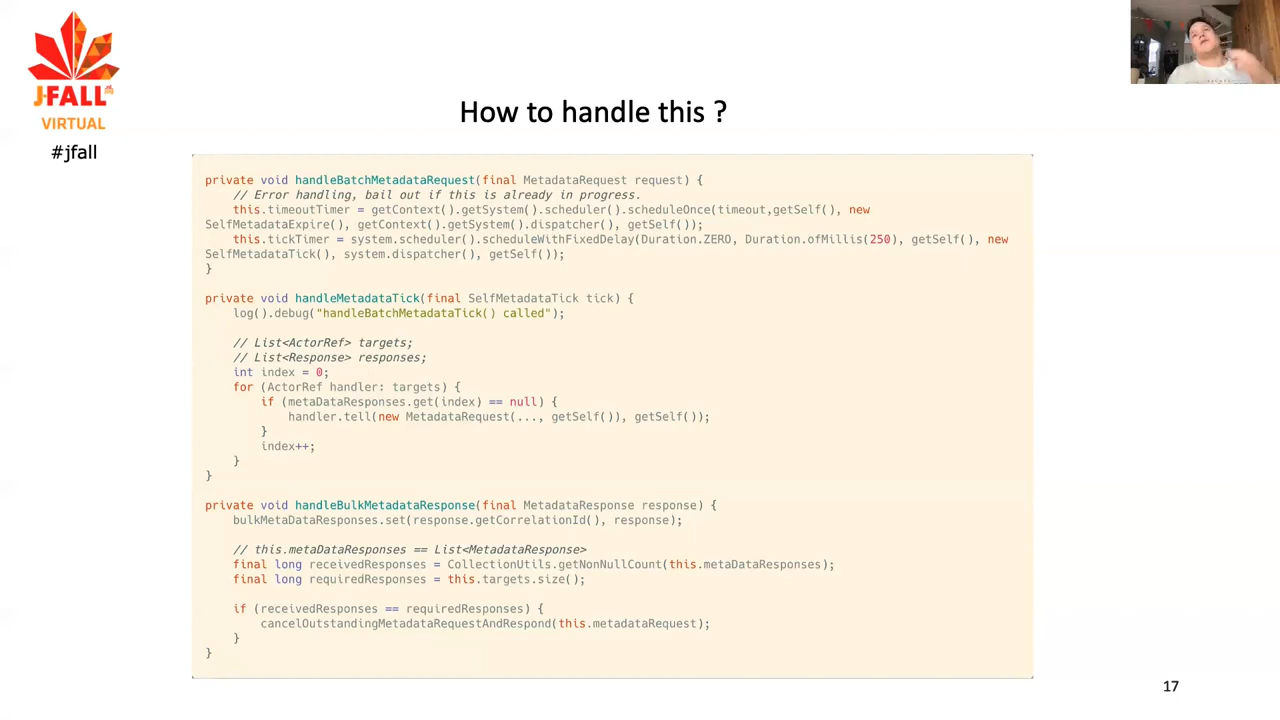 J-FALL
VIRTUAL
#jfall
How to handle this ?
private void handleBatchMetadataRequest(final MetadataRequest request) {
// Error handling, bail out if this is already in progress.
this.timeoutTimer = getContext().getSystem().scheduler().scheduleOnce(timeout,getSelf(), new
SelfMetadataExpire(), getContext().getSystem().dispatcher(), getSelf());
this.tickTimer = system.scheduler().scheduleWithFixedDelay(Duration.ZERO, Duration.ofMillis(250), getSelf(), new
SelfMetadataTick(), system.dispatcher(), getSelf());
}
private void handleMetadataTick(final SelfMetadataTick tick) {
log().debug("handleBatchMetadataTick() called");
// List<ActorRef> targets;
// List<Response> responses;
int index = 0;
for (ActorRef handler: targets) {
if (metaDataResponses.get(index) == null) {
handler.tell(new MetadataRequest(..., getSelf()), getSelf());
}
index++;
}
}
private void handleBulkMetadataResponse(final MetadataResponse response) {
bulkMetaDataResponses.set(response.getCorrelationId(), response);
// this.metaDataResponses == List<MetadataResponse>
final long receivedResponses = CollectionUtils.getNonNullCount(this.metaDataResponses);
final long requiredResponses = this.targets.size();
if (receivedResponses == requiredResponses) {
cancelOutstandingMetadataRequestAndRespond(this.metadataRequest);
}
}
17